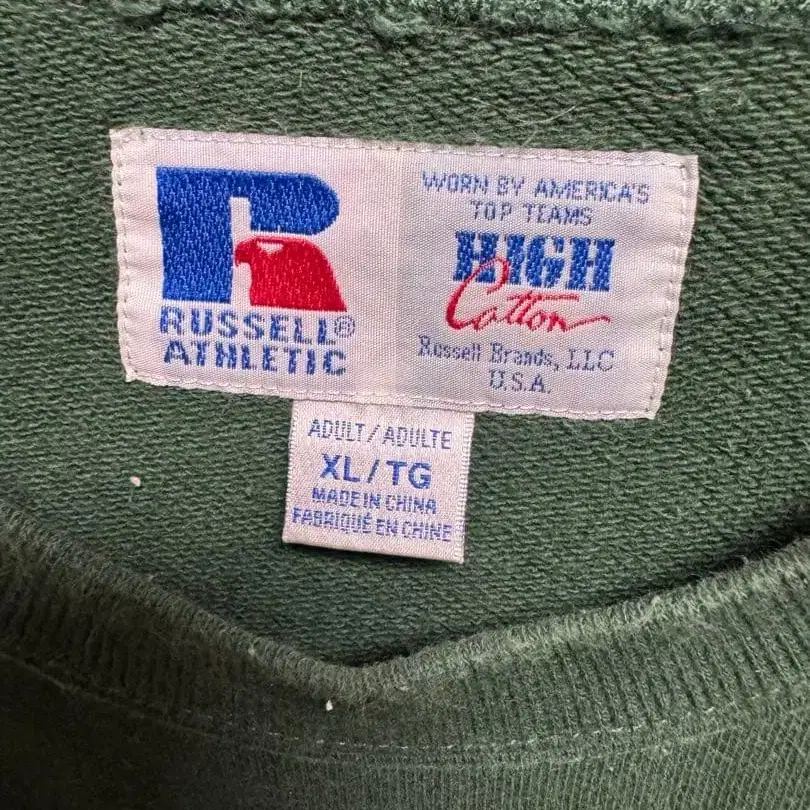 RUSSELL®
ATHLETIC
WORN BY AMERICA'S
TOP TEAMS
HIGH
Cotton
Russell Brands, LLC
U.S.A.
ADULT / ADULTE
XL / TG
MADE IN CHINA
FABRIQUÉ EN CHINE